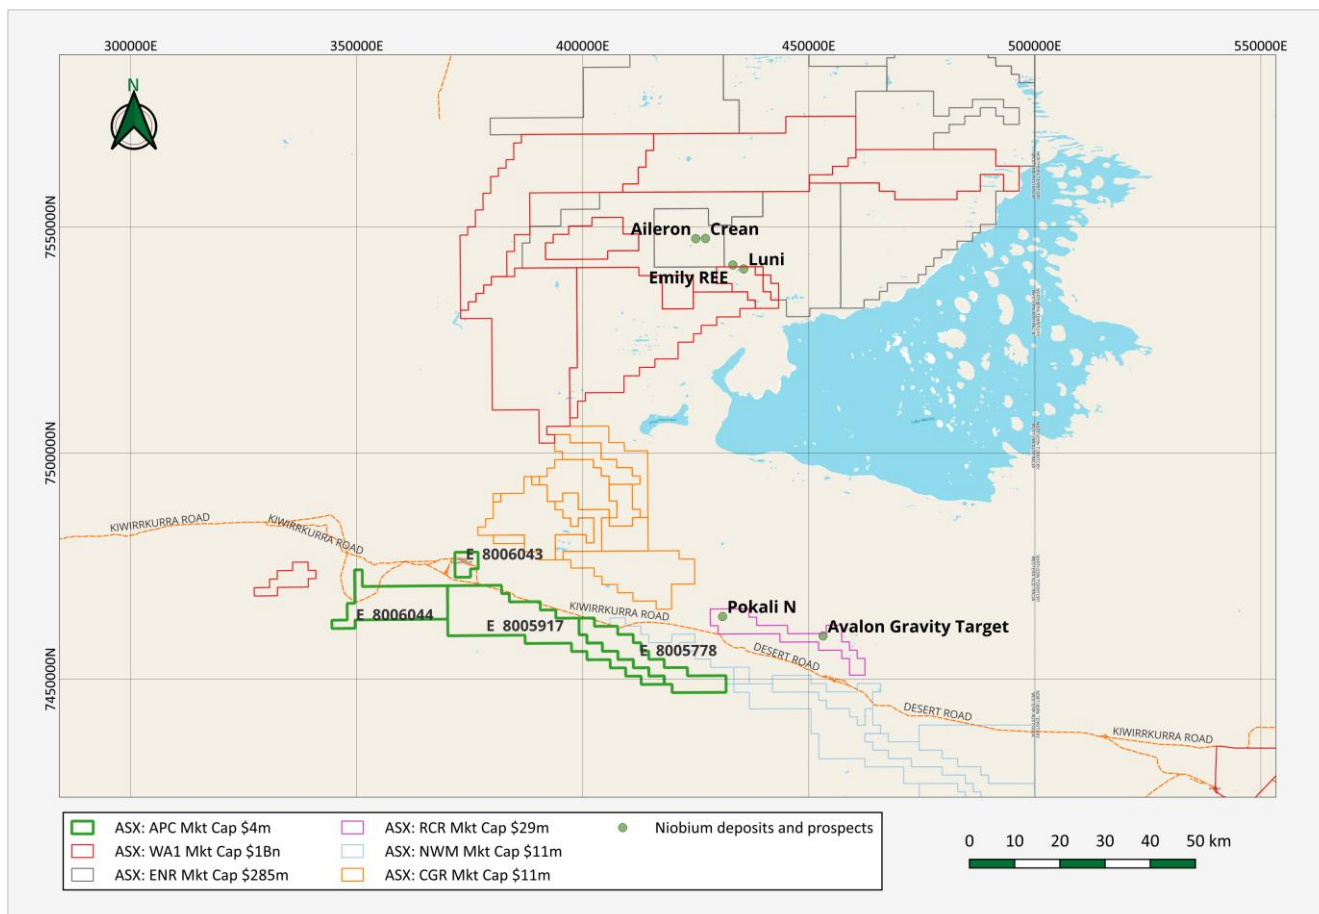 300000E 350000E 400000E 450000E 500000E 550000E
N
7550000N
Aileron Crean
Luni
Emily REE
7500000N
KIWIRRKURRA ROAD
KIWIRRKURRA ROAD
E 8006043
E 8006044
KIWIRRKURRA ROAD
E 8005917
Pokali N
Avalon Gravity Target
E 8005778
DESERT ROAD
7450000N
DESERT ROAD
KIWIRRKURRA ROAD
ASX: APC Mkt Cap $4m
ASX: WA1 Mkt Cap $1Bn
ASX: ENR Mkt Cap $285m
ASX: RCR Mkt Cap $29m
ASX: NWM Mkt Cap $11m
ASX: CGR Mkt Cap $11m
Niobium deposits and prospects
0 10 20 30 40 50 km